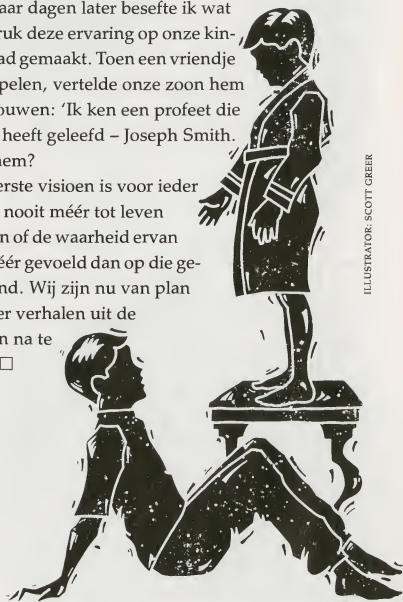 aar dagen later besefte ik wat
ruk deze ervaring op onze kin-
ad gemaakt. Toen een vriendje
pelen, vertelde onze zoon hem
ouwen: ‘Ik ken een profeet die
heeft geleefd – Joseph Smith.
nem?
erste visioen is voor ieder
nooit méér tot leven
n of de waarheid ervan
éér gevoeld dan op die ge-
nd. Wij zijn nu van plan
er verhalen uit de
n na te
□
ILLUSTRATOR: SCOTT GREER